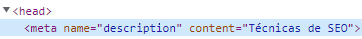 ▼<head>
<meta name="description" content="Técnicas de SEO">